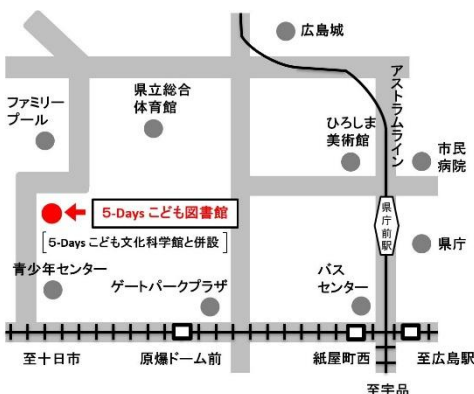 広島城
ファミリー
プール
県立総合
体育館
ひろしま
美術館
アストラムライン
市民
病院
5-Days こども図書館
[5-Days こども文化科学館と併設]
県庁前駅
県庁
青少年センター
ゲートパークプラザ
バス
センター
至十日市
原爆ドーム前
紙屋町西
至広島駅
至宇品